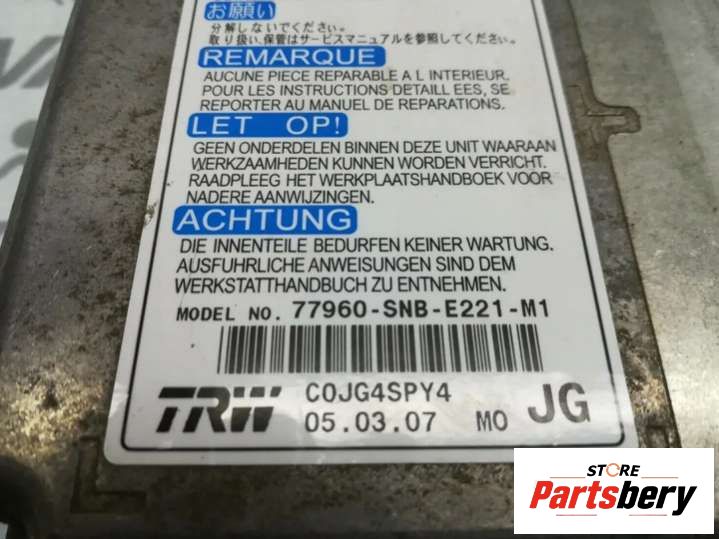 お願い
分解しないでください。
取り扱い、保管はサービスマニュアルを参照してください。
REMARQUE
AUCUNE PIECE REPARABLE A L INTERIEUR.
POUR LES INSTRUCTIONS DETAILL EES, SE
REPORTER AU MANUEL DE REPARATIONS.
LET OP!
GEEN ONDERDELEN BINNEN DEZE UNIT WAARAAN
WERKZAAMHEDEN KUNNEN WORDEN VERRICHT.
RAADPLEEG HET WERKPLAATSHANDBOEK VOOR
NADERE AANWIJZINGEN.
ACHTUNG
DIE INNENTEILE BEDURFEN KEINER WARTUNG.
AUSFUHRLICHE ANWEISUNGEN SIND DEM
WERKSTATTHANDBUCH ZU ENTNEHMEN.
MODEL NO. 77960-SNB-E221-M1
TRW C0JG4SPY4
05.03.07 MO JG
STORE
Partsbery